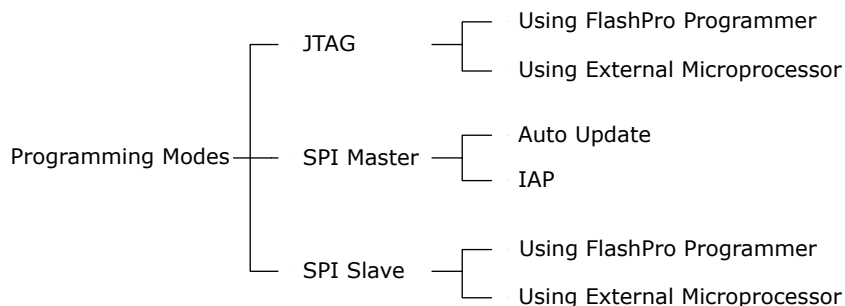 Programming Modes
JTAG
Using FlashPro Programmer
Using External Microprocessor
SPI Master
Auto Update
IAP
SPI Slave
Using FlashPro Programmer
Using External Microprocessor